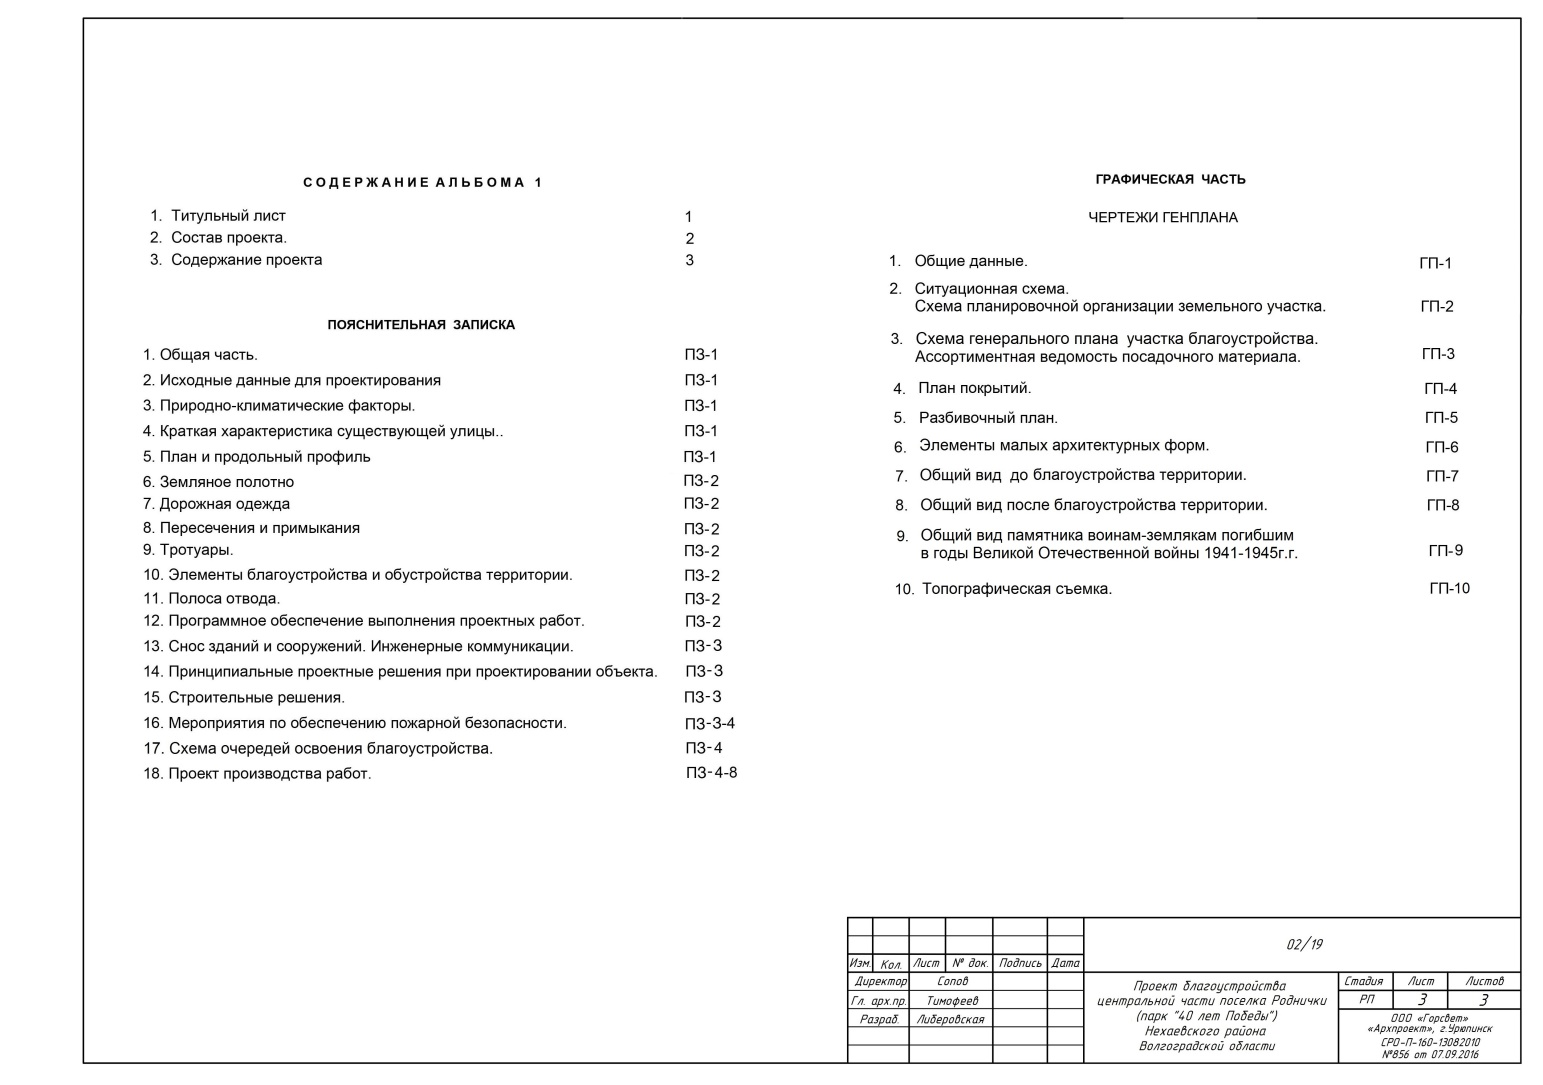 СОДЕРЖАНИЕ АЛЬБОМА 1
1. Титульный лист 1
2. Состав проекта. 2
3. Содержание проекта 3
ПОЯСНИТЕЛЬНАЯ ЗАПИСКА
1. Общая часть. ПЗ-1
2. Исходные данные для проектирования ПЗ-1
3. Природно-климатические факторы. ПЗ-1
4. Краткая характеристика существующей улицы.. ПЗ-1
5. План и продольный профиль ПЗ-1
6. Земляное полотно ПЗ-2
7. Дорожная одежда ПЗ-2
8. Пересечения и примыкания ПЗ-2
9. Тротуары. ПЗ-2
10. Элементы благоустройства и обустройства территории. ПЗ-2
11. Полоса отвода. ПЗ-2
12. Программное обеспечение выполнения проектных работ. ПЗ-2
13. Снос зданий и сооружений. Инженерные коммуникации. ПЗ-3
14. Принципиальные проектные решения при проектировании объекта. ПЗ-3
15. Строительные решения. ПЗ-3
16. Мероприятия по обеспечению пожарной безопасности. ПЗ-3-4
17. Схема очередей освоения благоустройства. ПЗ-4
18. Проект производства работ. ПЗ-4-8
ГРАФИЧЕСКАЯ ЧАСТЬ
ЧЕРТЕЖИ ГЕНПЛАНА
1. Общие данные. ГП-1
2. Ситуационная схема.
Схема планировочной организации земельного участка. ГП-2
3. Схема генерального плана участка благоустройства.
Ассортиментная ведомость посадочного материала. ГП-3
4. План покрытий. ГП-4
5. Разбивочный план. ГП-5
6. Элементы малых архитектурных форм. ГП-6
7. Общий вид до благоустройства территории. ГП-7
8. Общий вид после благоустройства территории. ГП-8
9. Общий вид памятника воинам-землякам погибшим
в годы Великой Отечественной войны 1941-1945г.г. ГП-9
10. Топографическая съемка. ГП-10
02/19
Изм. Кол. Лист № док. Подпись Дата
Директор Сопов
Гл. арх.пр. Тимофеев
Разраб. Либеровская
Проект благоустройства
центральной части поселка Роднички
(парк "40 лет Победы")
Нехаевского района
Волгоградской области
Стадия Лист Листов
РП 3 3
ООО «Горсвет»
«Архпроект», г.Урюпинск
СРО-П-160-13082010
№856 от 07.09.2016